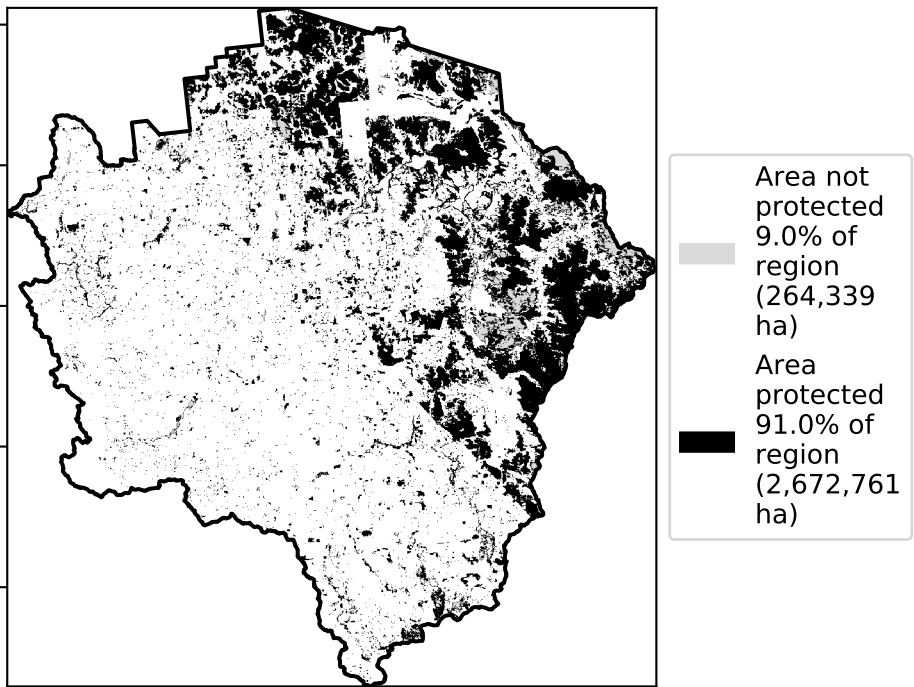 Area not
protected
9.0% of
region
(264,339
ha)
Area
protected
91.0% of
region
(2,672,761
ha)